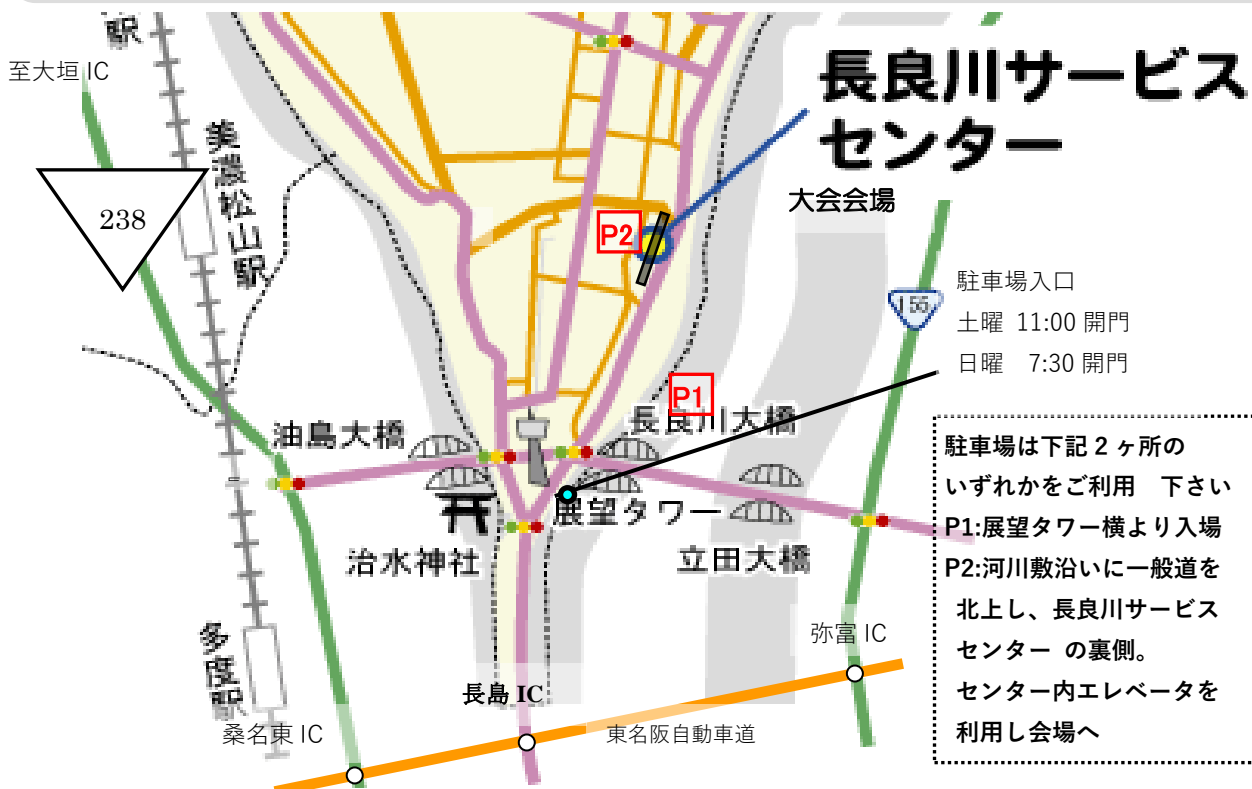 駅
至大垣 IC
長良川サービス
センター
美濃松山駅
大会会場
238
P2
155
駐車場入口
土曜 11:00 開門
日曜 7:30 開門
P1
長良川大橋
油島大橋
展望タワー
治水神社
立田大橋
駐車場は下記 2 ヶ所の
いずれかをご利用 下さい
P1:展望タワー横より入場
P2:河川敷沿いに一般道を
北上し、長良川サービス
センター の裏側。
センター内エレベータを
利用し会場へ
弥富 IC
多度駅
長島 IC
桑名東 IC
東名阪自動車道